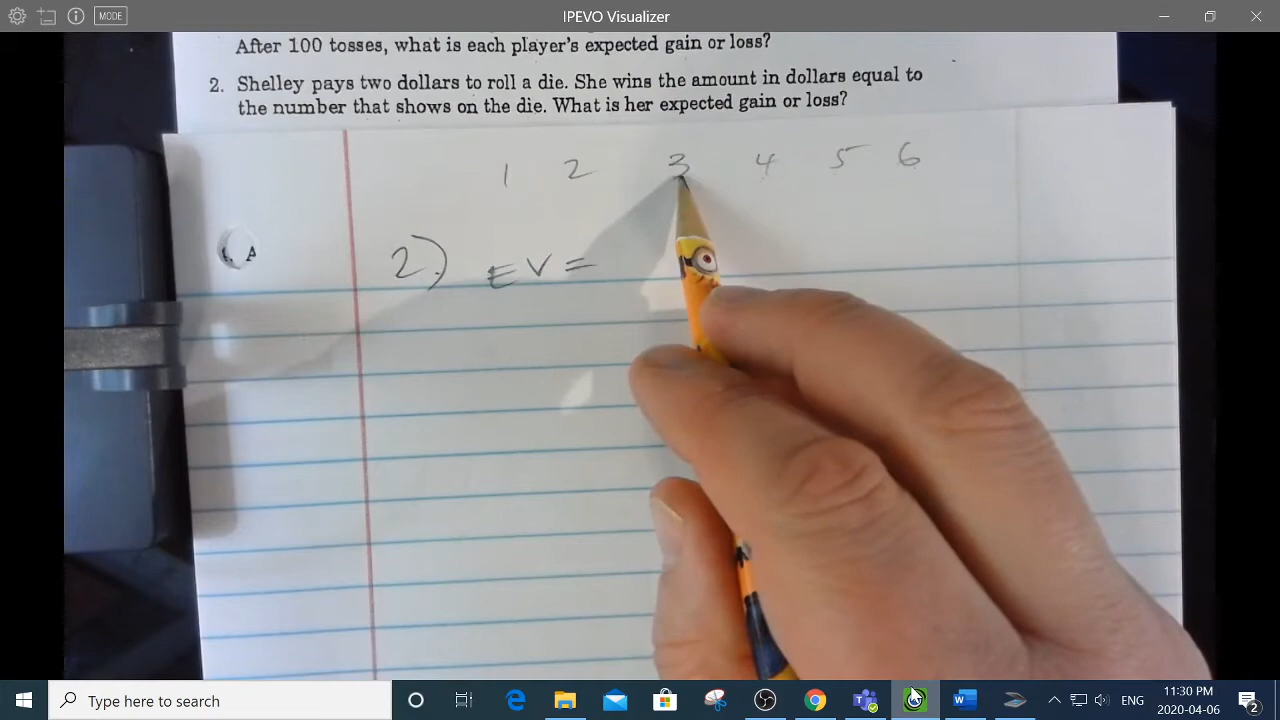 IPEVO Visualizer
MODE
After 100 tosses, what is each player's expected gain or loss?
2. Shelley pays two dollars to roll a die. She wins the amount in dollars equal to
the number that shows on the die. What is her expected gain or loss?
1 2 3 4 5 6
A
2.) EV =
Type here to search
ENG
11:30 PM
2020-04-06
2